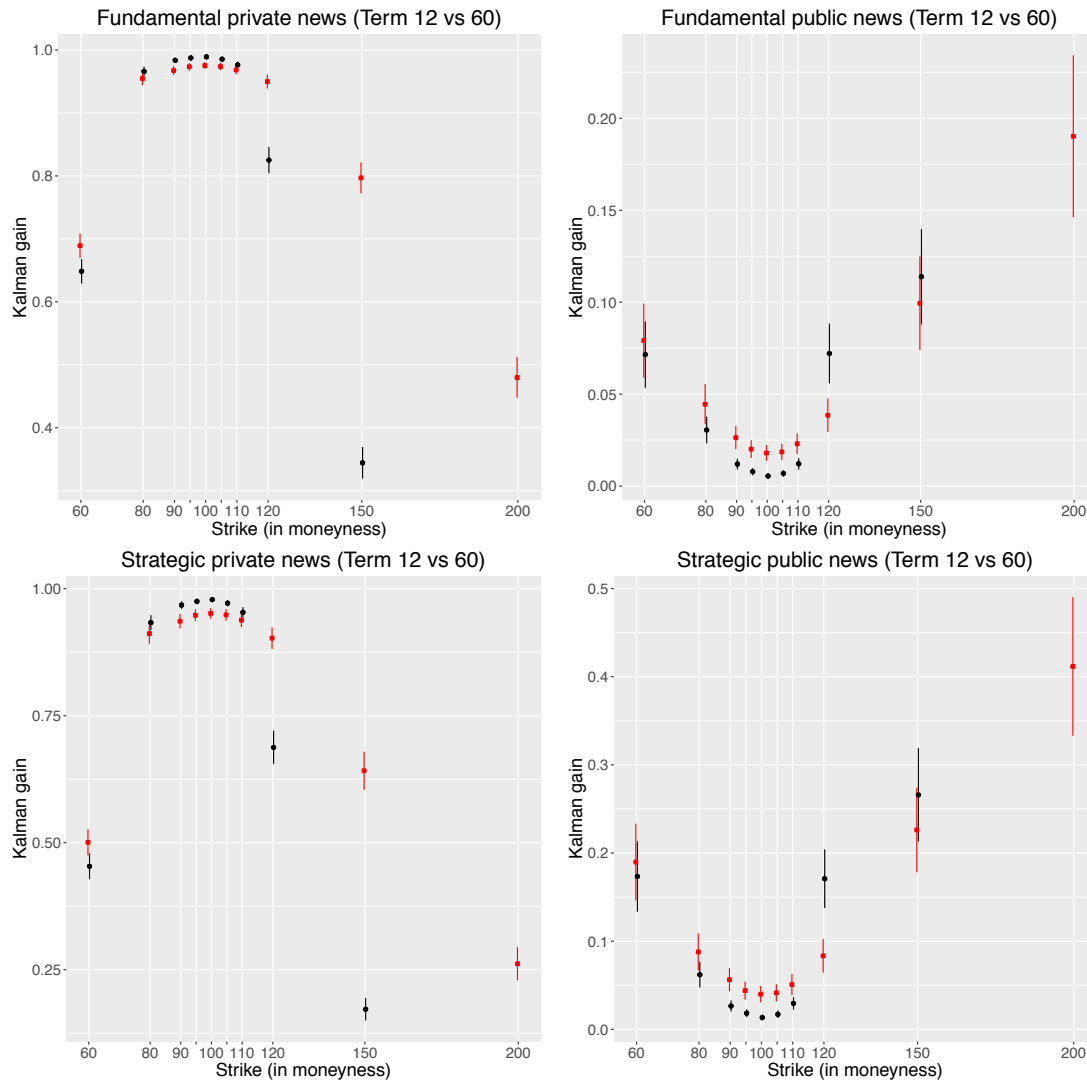 Fundamental private news (Term 12 vs 60)
Kalman gain
1.0
0.8
0.6
0.4
60 80 90 100 110 120 150 200
Strike (in moneyness)
Fundamental public news (Term 12 vs 60)
Kalman gain
0.20
0.15
0.10
0.05
0.00
60 80 90 100 110 120 150 200
Strike (in moneyness)
Strategic private news (Term 12 vs 60)
Kalman gain
1.00
0.75
0.50
0.25
60 80 90 100 110 120 150 200
Strike (in moneyness)
Strategic public news (Term 12 vs 60)
Kalman gain
0.5
0.4
0.3
0.2
0.1
0.0
60 80 90 100 110 120 150 200
Strike (in moneyness)